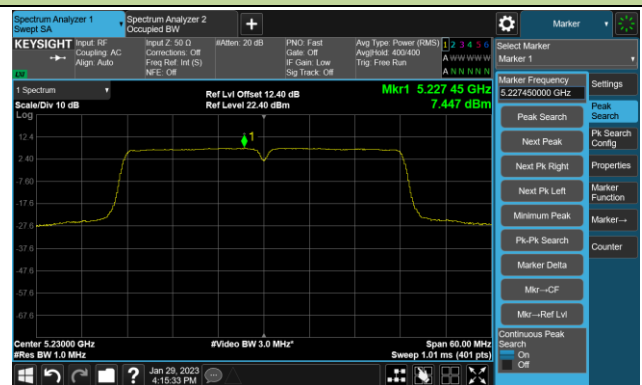 Spectrum Analyzer 1
Swept SA
Spectrum Analyzer 2
Occupied BW
+
Marker
KEYSIGHT
Input: RF
Coupling: AC
Align: Auto
Input Z: 50 Ω
Corrections: Off
Freq Ref: Int (S)
NFE: Off
#Atten: 20 dB
PNO: Fast
Gate: Off
IF Gain: Low
Sig Track: Off
Avg Type: Power (RMS)
Avg|Hold: 400/400
Trig: Free Run
1 2 3 4 5 6
A W W W W W
A N N N N N
LXI
Select Marker
Marker 1
1 Spectrum
Scale/Div 10 dB
Log
Ref Lvl Offset 12.40 dB
Ref Level 22.40 dBm
Mkr1 5.227 45 GHz
7.447 dBm
1
12.4
2.40
-7.60
-17.6
-27.6
-37.6
-47.6
-57.6
-67.6
Center 5.23000 GHz
#Res BW 1.0 MHz
#Video BW 3.0 MHz*
Span 60.00 MHz
Sweep 1.01 ms (401 pts)
Marker Frequency
5.227450000 GHz
Peak Search
Next Peak
Next Pk Right
Next Pk Left
Minimum Peak
Pk-Pk Search
Marker Delta
Mkr→CF
Mkr→Ref Lvl
Continuous Peak
Search
On
Off
Settings
Peak
Search
Pk Search
Config
Properties
Marker
Function
Marker→
Counter
?
Jan 29, 2023
4:15:33 PM